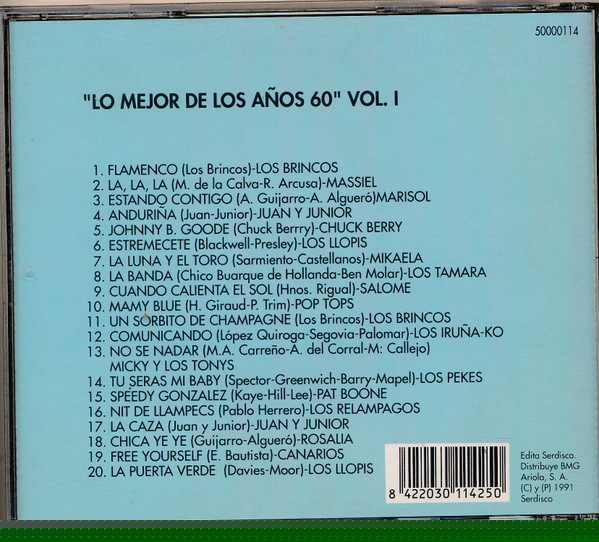 50000114
"LO MEJOR DE LOS AÑOS 60" VOL. I
1. FLAMENCO (Los Brincos)-LOS BRINCOS
2. LA, LA, LA (M. de la Calva-R. Arcusa)-MASSIEL
3. ESTANDO CONTIGO (A. Guijarro-A. Algueró)MARISOL
4. ANDURIÑA (Juan-Junior)-JUAN Y JUNIOR
5. JOHNNY B. GOODE (Chuck Berrry)-CHUCK BERRY
6. ESTREMECETE (Blackwell-Presley)-LOS LLOPIS
7. LA LUNA Y EL TORO (Sarmiento-Castellanos)-MIKAELA
8. LA BANDA (Chico Buarque de Hollanda-Ben Molar)-LOS TAMARA
9. CUANDO CALIENTA EL SOL (Hnos. Rigual)-SALOME
10. MAMY BLUE (H. Giraud-P. Trim)-POP TOPS
11. UN SORBITO DE CHAMPAGNE (Los Brincos)-LOS BRINCOS
12. COMUNICANDO (López Quiroga-Segovia-Palomar)-LOS IRUÑA-KO
13. NO SE NADAR (M.A. Carreño-A. del Corral-M: Callejo)
MICKY Y LOS TONYS
14. TU SERAS MI BABY (Spector-Greenwich-Barry-Mapel)-LOS PEKES
15. SPEEDY GONZALEZ (Kaye-Hill-Lee)-PAT BOONE
16. NIT DE LLAMPECS (Pablo Herrero)-LOS RELAMPAGOS
17. LA CAZA (Juan y Junior)-JUAN Y JUNIOR
18. CHICA YE YE (Guijarro-Algueró)-ROSALIA
19. FREE YOURSELF (E. Bautista)-CANARIOS
20. LA PUERTA VERDE (Davies-Moor)-LOS LLOPIS
8 422030 114250
Edita Serdisco.
Distribuye BMG
Ariola, S. A.
(C) y (P) 1991
Serdisco